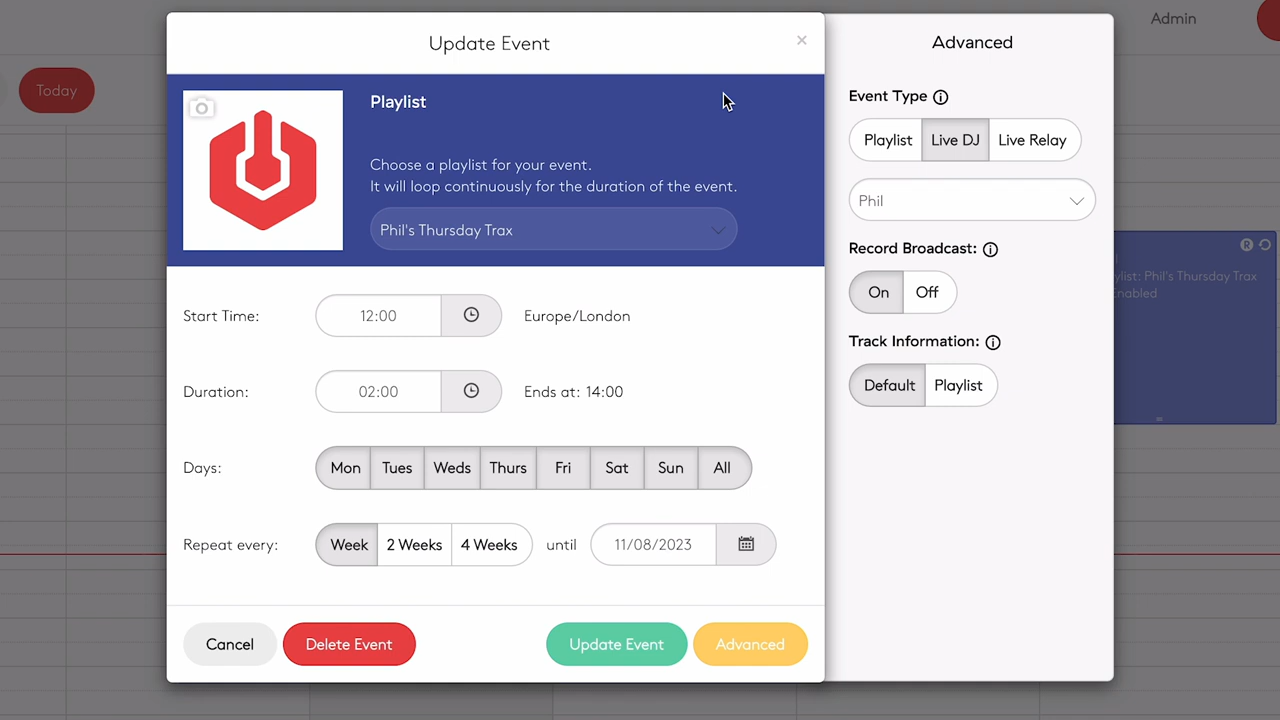 Admin
Today
Update Event
×
Playlist
Choose a playlist for your event.
It will loop continuously for the duration of the event.
Phil's Thursday Trax
Start Time:
12:00
Europe/London
Duration:
02:00
Ends at: 14:00
Days:
Mon Tues Weds Thurs Fri Sat Sun All
Repeat every:
Week 2 Weeks 4 Weeks
until
11/08/2023
Cancel
Delete Event
Update Event
Advanced
Advanced
Event Type
Playlist Live DJ Live Relay
Phil
Record Broadcast:
On Off
Track Information:
Default Playlist
R
Phil's Thursday Trax